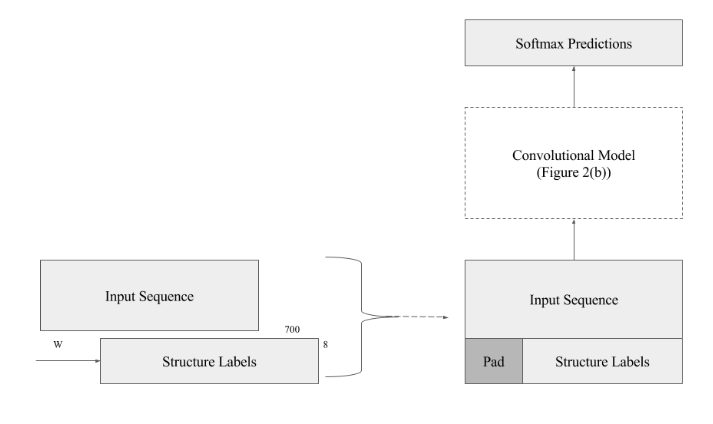 Softmax Predictions
Convolutional Model
(Figure 2(b))
Input Sequence
Input Sequence
700
W
8
Structure Labels
Pad
Structure Labels